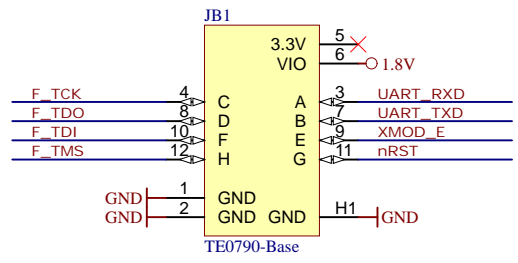 JB1
3.3V 5
VIO 6 1.8V
F_TCK 4 C A 3 UART_RXD
F_TDO 8 D B 7 UART_TXD
F_TDI 10 F E 9 XMOD_E
F_TMS 12 H G 11 nRST
GND 1 GND
GND 2 GND GND H1 GND
TE0790-Base